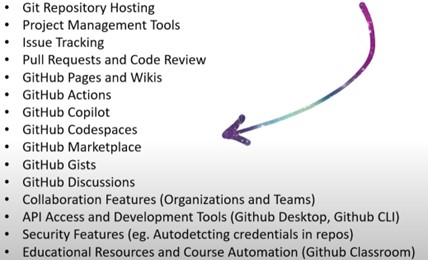 • Git Repository Hosting
• Project Management Tools
• Issue Tracking
• Pull Requests and Code Review
• GitHub Pages and Wikis
• GitHub Actions
• GitHub Copilot
• GitHub Codespaces
• GitHub Marketplace
• GitHub Gists
• GitHub Discussions
• Collaboration Features (Organizations and Teams)
• API Access and Development Tools (Github Desktop, Github CLI)
• Security Features (eg. Autodetcting credentials in repos)
• Educational Resources and Course Automation (Github Classroom)